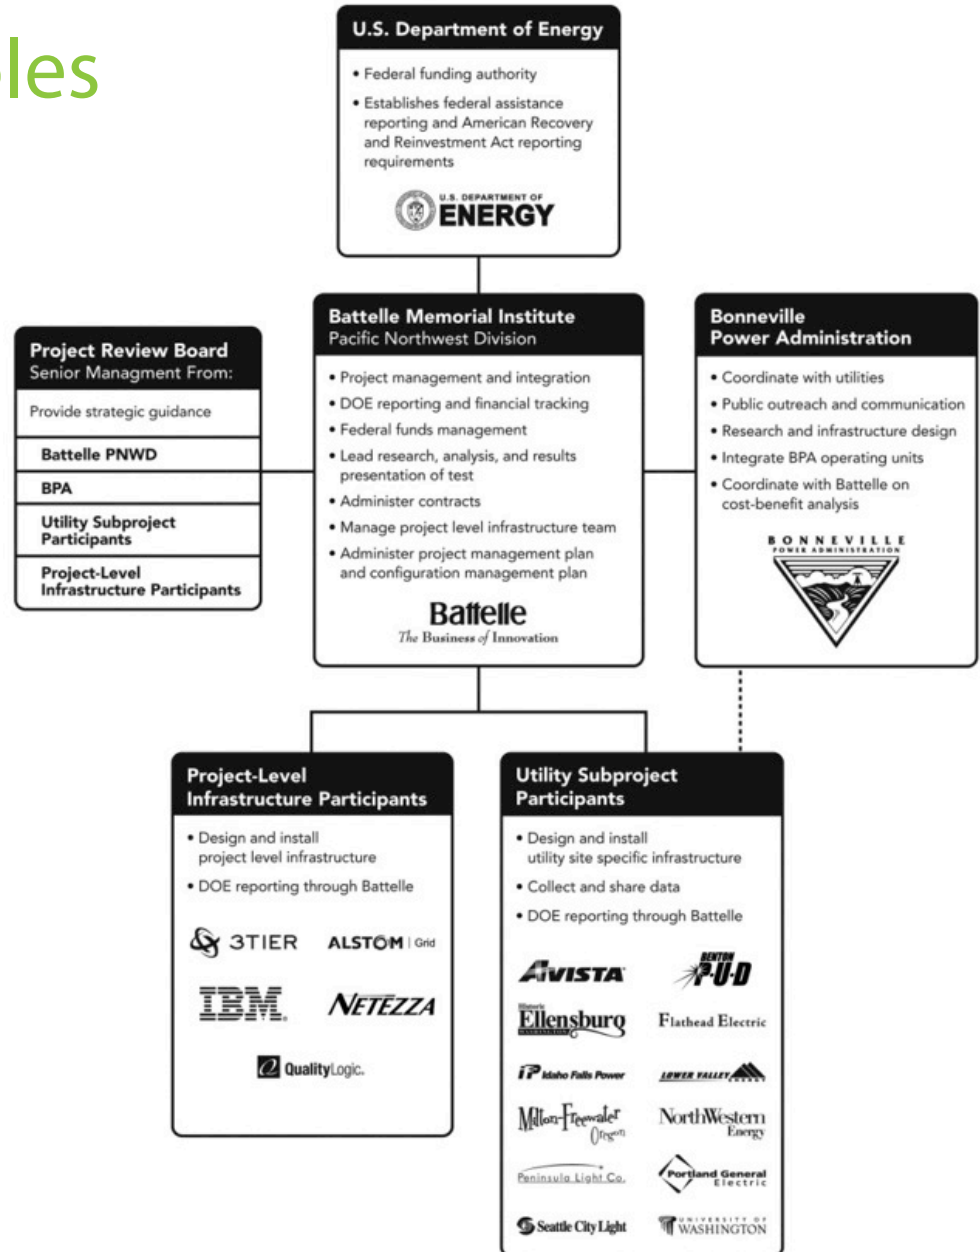 les
U.S. Department of Energy
• Federal funding authority
• Establishes federal assistance
reporting and American Recovery
and Reinvestment Act reporting
requirements
U.S. DEPARTMENT OF
ENERGY
Project Review Board
Senior Managment From:
Provide strategic guidance
Battelle PNWD
BPA
Utility Subproject
Participants
Project-Level
Infrastructure Participants
Battelle Memorial Institute
Pacific Northwest Division
• Project management and integration
• DOE reporting and financial tracking
• Federal funds management
• Lead research, analysis, and results
presentation of test
• Administer contracts
• Manage project level infrastructure team
• Administer project management plan
and configuration management plan
Battelle
The Business of Innovation
Bonneville
Power Administration
• Coordinate with utilities
• Public outreach and communication
• Research and infrastructure design
• Integrate BPA operating units
• Coordinate with Battelle on
cost-benefit analysis
BONNEVILLE
POWER ADMINISTRATION
Project-Level
Infrastructure Participants
• Design and install
project level infrastructure
• DOE reporting through Battelle
3TIER
ALSTOM | Grid
IBM
NETEZZA
QualityLogic.
Utility Subproject
Participants
• Design and install
utility site specific infrastructure
• Collect and share data
• DOE reporting through Battelle
AVISTA
BENTON
P·U·D
Historic
Ellensburg
Flathead Electric
Idaho Falls Power
LOWER VALLEY
ENERGY
Milton-Freewater
Oregon
NorthWestern
Energy
Peninsula Light Co.
Portland General
Electric
Seattle City Light
UNIVERSITY OF
WASHINGTON